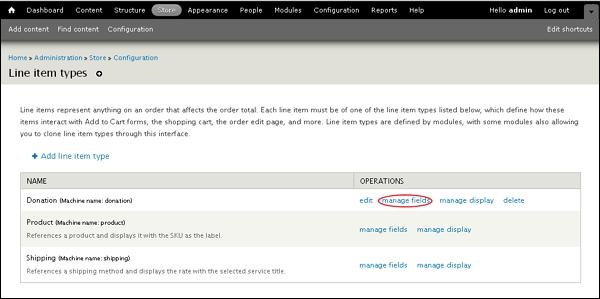 Dashboard Content Structure Store Appearance People Modules Configuration Reports Help Hello admin Log out
Add content Find content Configuration Edit shortcuts
Home » Administration » Store » Configuration
Line item types
Line items represent anything on an order that affects the order total. Each line item must be of one of the line item types listed below, which define how these
items interact with Add to Cart forms, the shopping cart, the order edit page, and more. Line item types are defined by modules, with some modules also allowing
you to clone line item types through this interface.
+ Add line item type
NAME OPERATIONS
Donation (Machine name: donation) edit manage fields manage display delete
Product (Machine name: product) manage fields manage display
References a product and displays it with the SKU as the label.
Shipping (Machine name: shipping) manage fields manage display
References a shipping method and displays the rate with the selected service title.